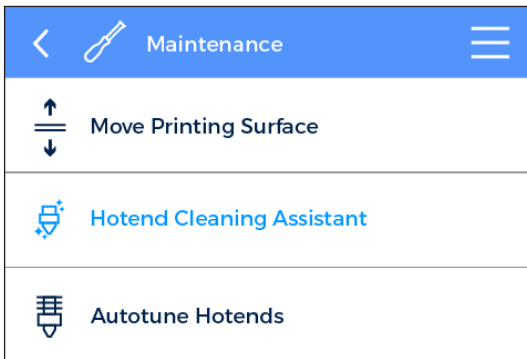 Maintenance
Move Printing Surface
Hotend Cleaning Assistant
Autotune Hotends